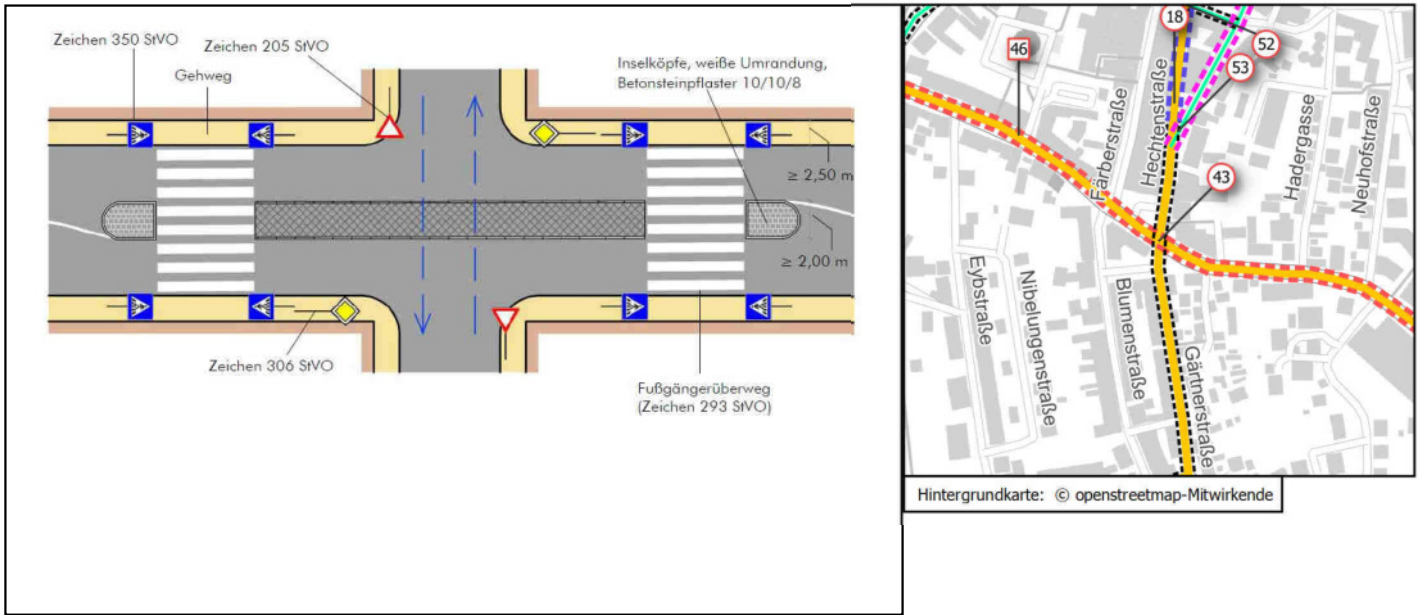 Zeichen 350 StVO
Zeichen 205 StVO
Gehweg
Inselköpfe, weiße Umrandung,
Betonsteinpflaster 10/10/8
≥ 2,50 m
≥ 2,00 m
Zeichen 306 StVO
Fußgängerüberweg
(Zeichen 293 StVO)
18
46
52
53
43
Färberstraße
Hechtenstraße
Hadergasse
Neuhofstraße
Eybstraße
Nibelungenstraße
Blumenstraße
Gärtnerstraße
Hintergrundkarte: © openstreetmap-Mitwirkende